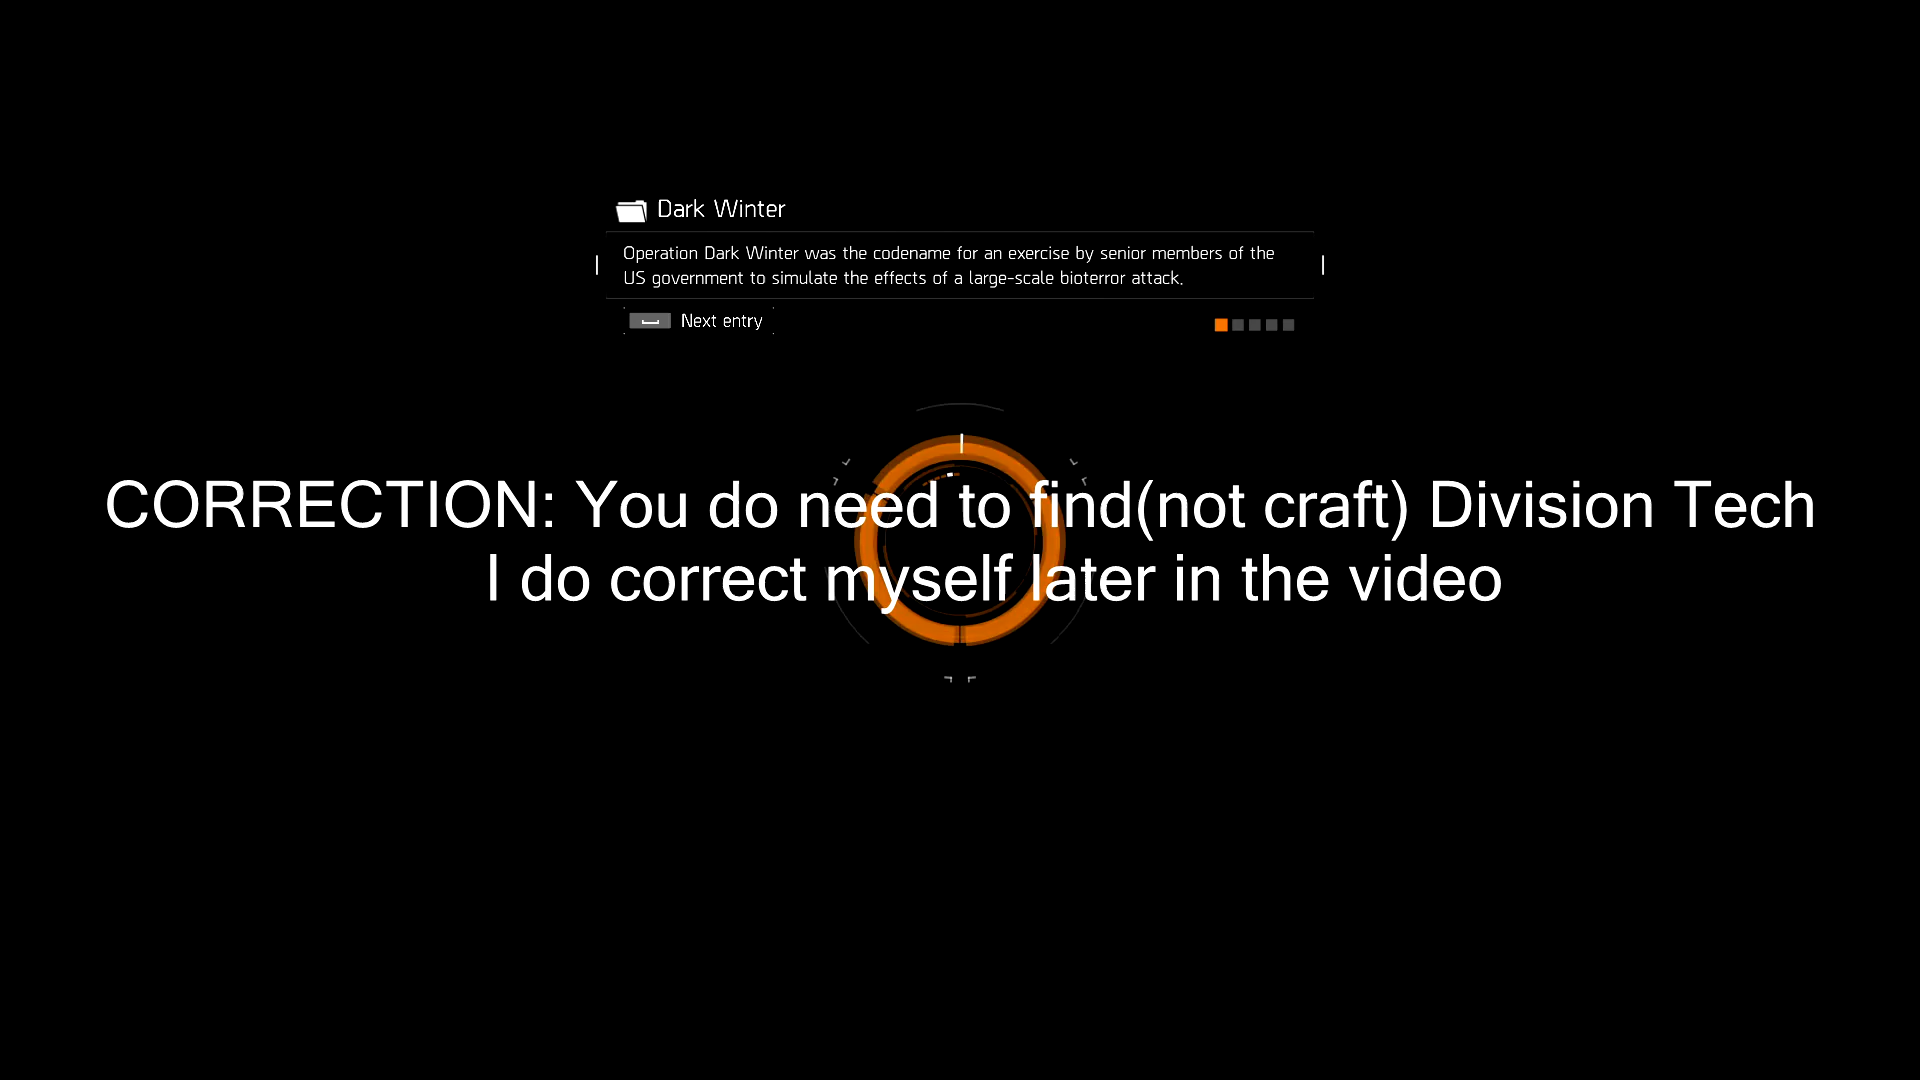 Dark Winter
Operation Dark Winter was the codename for an exercise by senior members of the
US government to simulate the effects of a large-scale bioterror attack.
Next entry
CORRECTION: You do need to find(not craft) Division Tech
I do correct myself later in the video